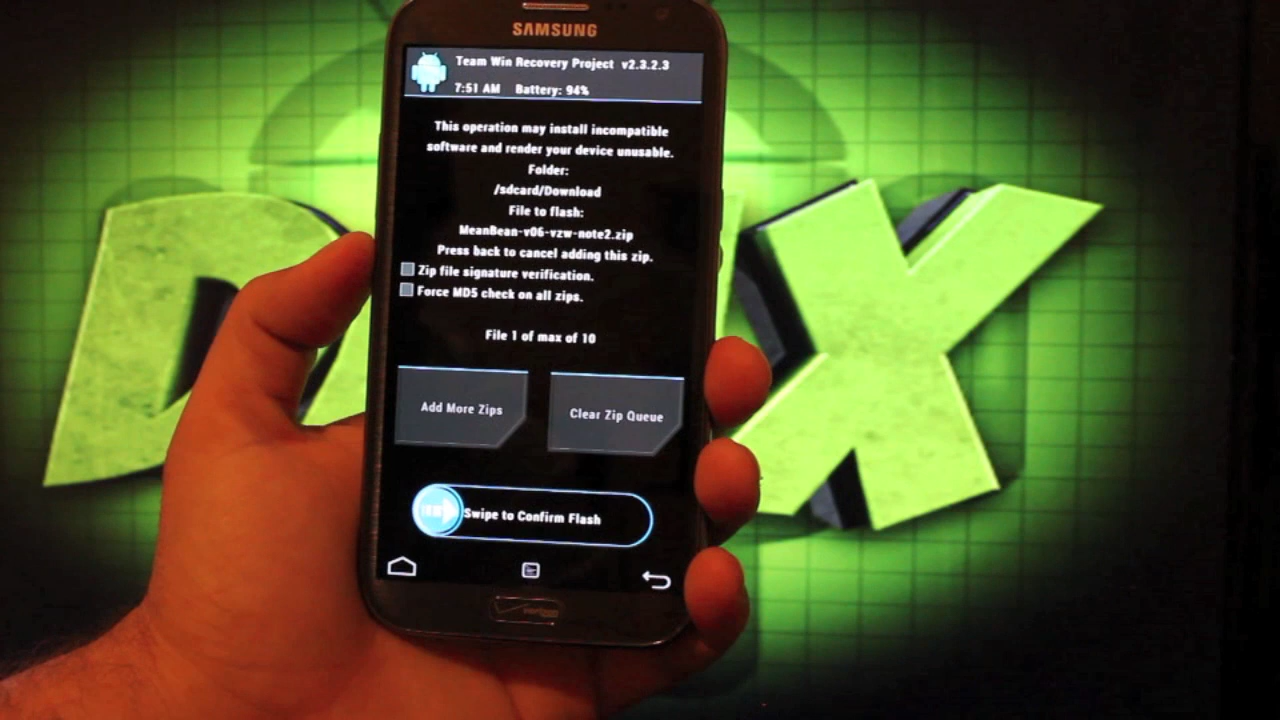 SAMSUNG
Team Win Recovery Project v2.3.2.3
7:51 AM Battery: 94%
This operation may install incompatible
software and render your device unusable.
Folder:
/sdcard/Download
File to flash:
MeanBean-v06-vzw-note2.zip
Press back to cancel adding this zip.
Zip file signature verification.
Force MD5 check on all zips.
File 1 of max of 10
Add More Zips
Clear Zip Queue
Swipe to Confirm Flash
verizon